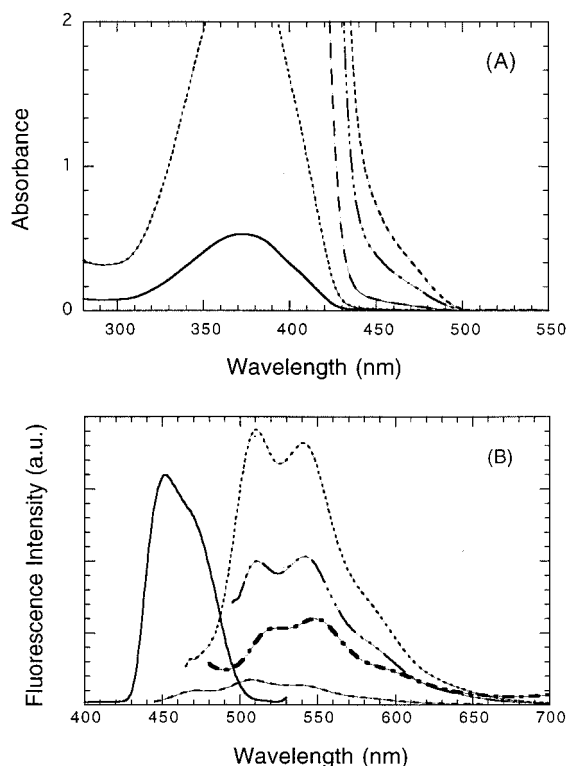 2
(A)
Absorbance
1
0
300 350 400 450 500 550
Wavelength (nm)
(B)
Fluorescence Intensity (a.u.)
400 450 500 550 600 650 700
Wavelength (nm)